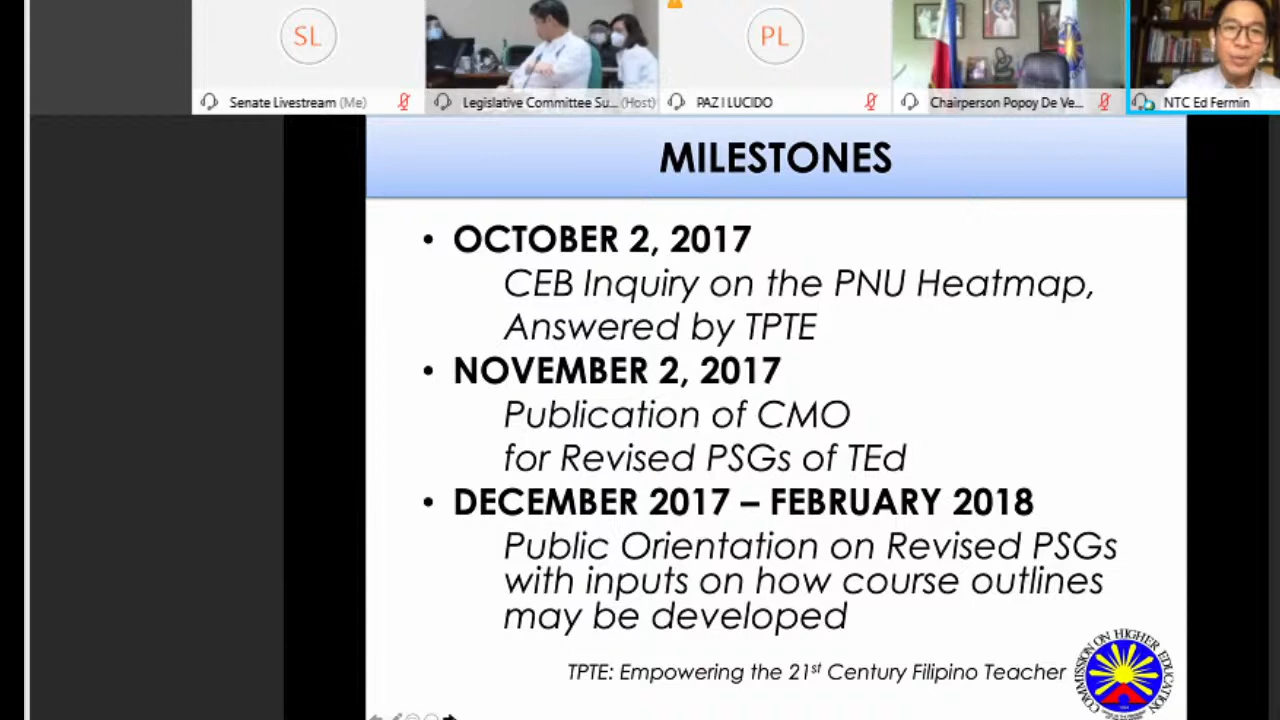 SL
PL
Senate Livestream (Me)
Legislative Committee Su... (Host)
PAZ I LUCIDO
Chairperson Popoy De Ve...
NTC Ed Fermin
MILESTONES
• OCTOBER 2, 2017
CEB Inquiry on the PNU Heatmap,
Answered by TPTE
• NOVEMBER 2, 2017
Publication of CMO
for Revised PSGs of TEd
• DECEMBER 2017 – FEBRUARY 2018
Public Orientation on Revised PSGs
with inputs on how course outlines
may be developed
TPTE: Empowering the 21st Century Filipino Teacher
COMMISSION ON HIGHER EDUCATION